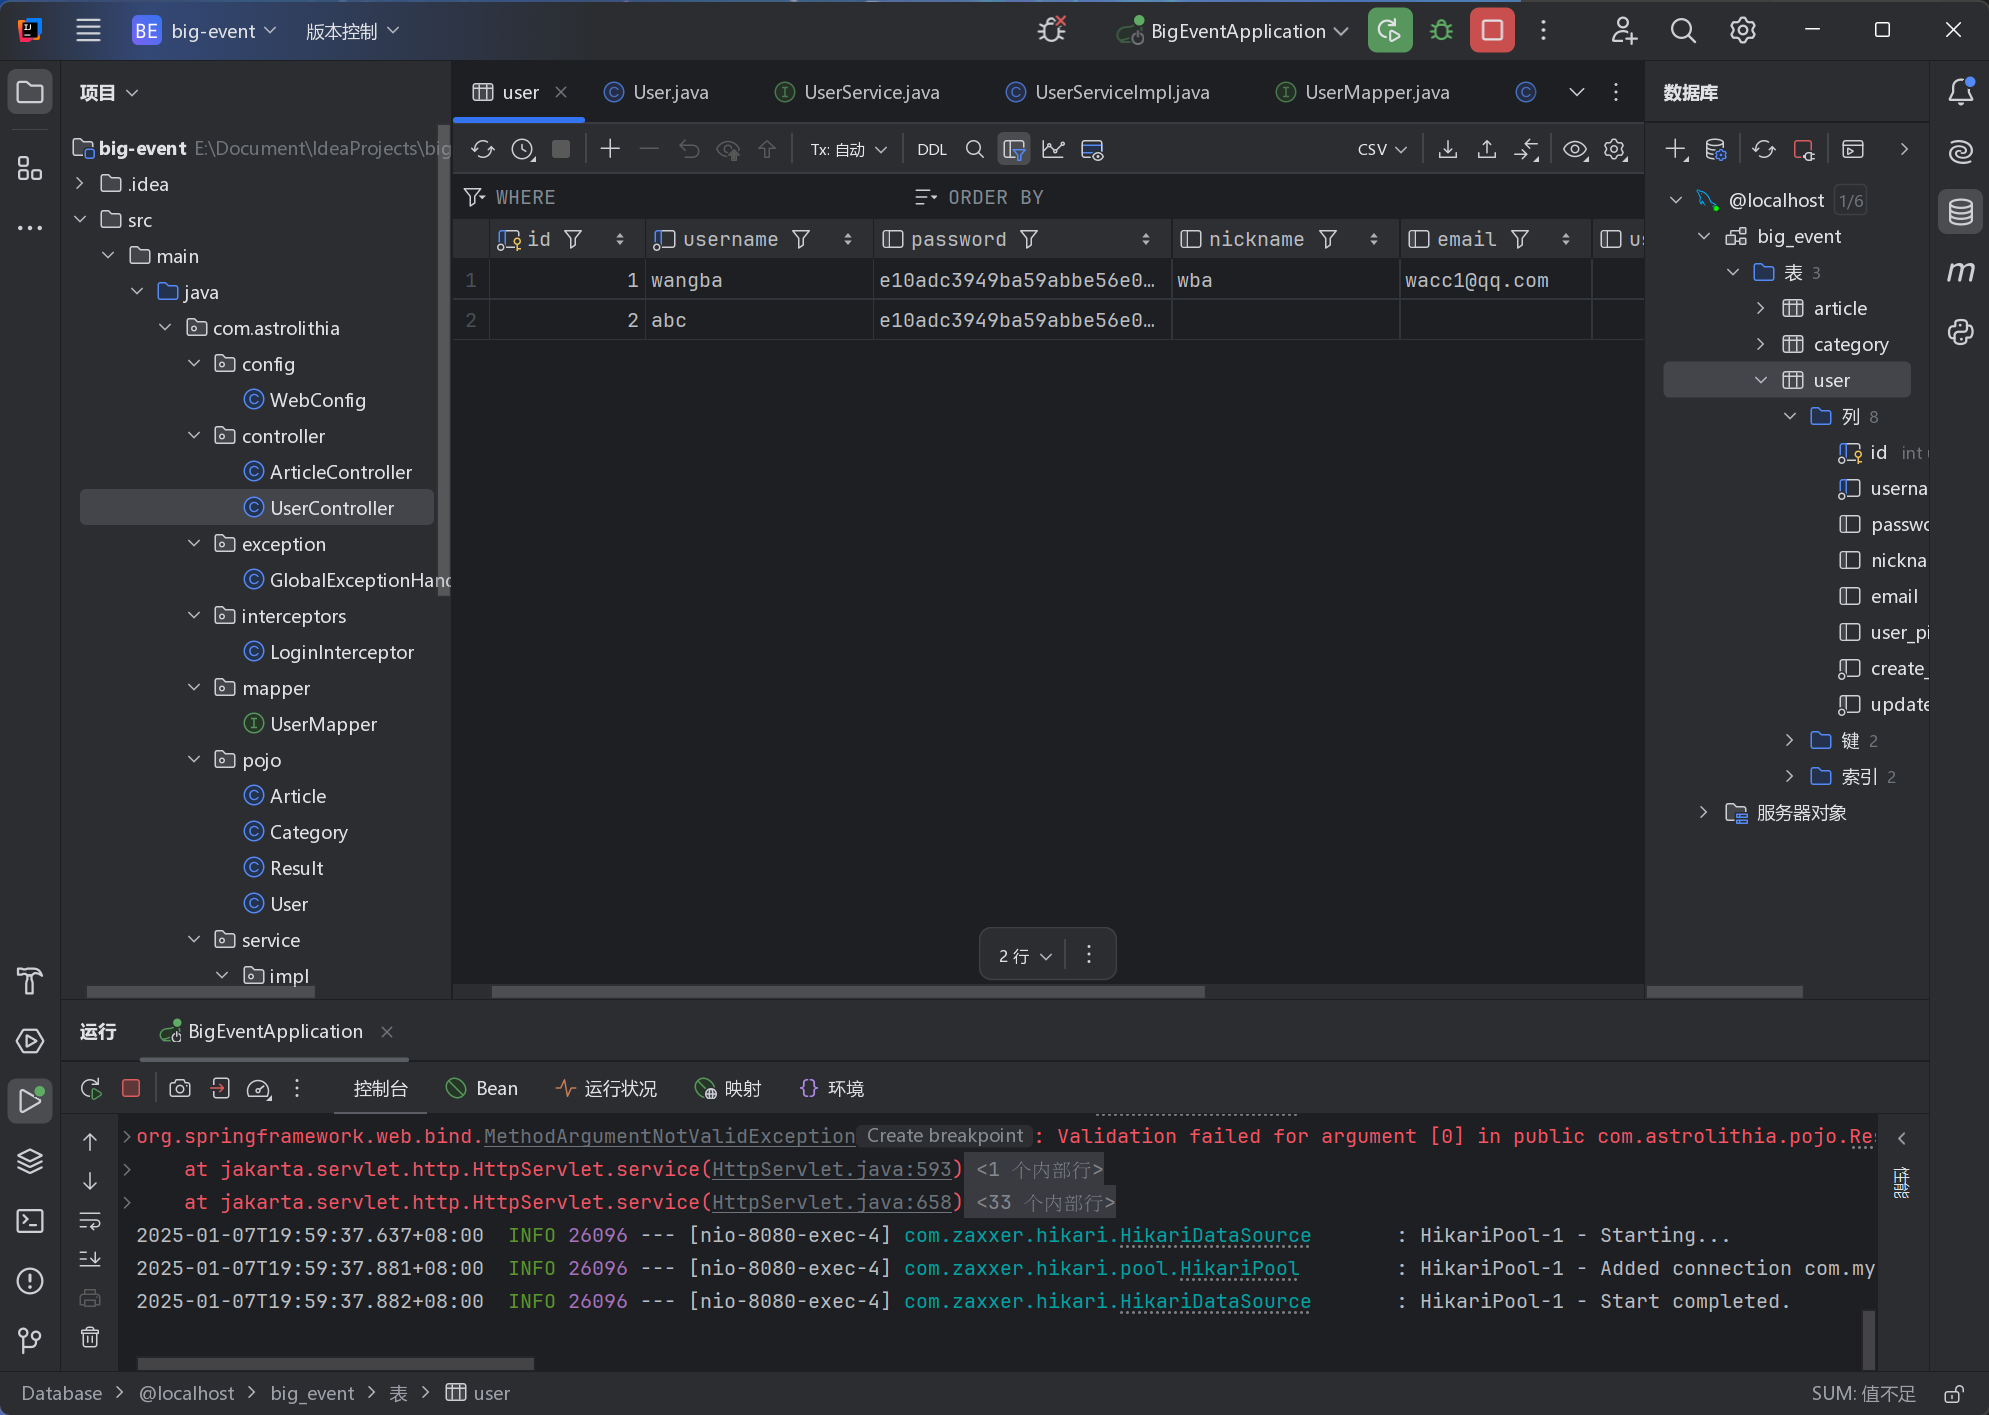 BE big-event 版本控制 BigEventApplication
项目
big-event E:\Document\IdeaProjects\big
.idea
src
main
java
com.astrolithia
config
WebConfig
controller
ArticleController
UserController
exception
GlobalExceptionHand
interceptors
LoginInterceptor
mapper
UserMapper
pojo
Article
Category
Result
User
service
impl
user User.java UserService.java UserServiceImpl.java UserMapper.java
Tx: 自动 DDL CSV
WHERE ORDER BY
id username password nickname email us
1 1 wangba e10adc3949ba59abbe56e0… wba wacc1@qq.com
2 2 abc e10adc3949ba59abbe56e0…
2 行
数据库
@localhost 1/6
big_event
表 3
article
category
user
列 8
id int
userna
passwo
nickna
email
user_pi
create_
update
键 2
索引 2
服务器对象
运行 BigEventApplication
控制台 Bean 运行状况 映射 环境
org.springframework.web.bind.MethodArgumentNotValidException Create breakpoint : Validation failed for argument [0] in public com.astrolithia.pojo.Res
at jakarta.servlet.http.HttpServlet.service(HttpServlet.java:593) <1 个内部行>
at jakarta.servlet.http.HttpServlet.service(HttpServlet.java:658) <33 个内部行>
2025-01-07T19:59:37.637+08:00 INFO 26096 --- [nio-8080-exec-4] com.zaxxer.hikari.HikariDataSource : HikariPool-1 - Starting...
2025-01-07T19:59:37.881+08:00 INFO 26096 --- [nio-8080-exec-4] com.zaxxer.hikari.pool.HikariPool : HikariPool-1 - Added connection com.my
2025-01-07T19:59:37.882+08:00 INFO 26096 --- [nio-8080-exec-4] com.zaxxer.hikari.HikariDataSource : HikariPool-1 - Start completed.
性能
Database > @localhost > big_event > 表 > user
SUM: 值不足